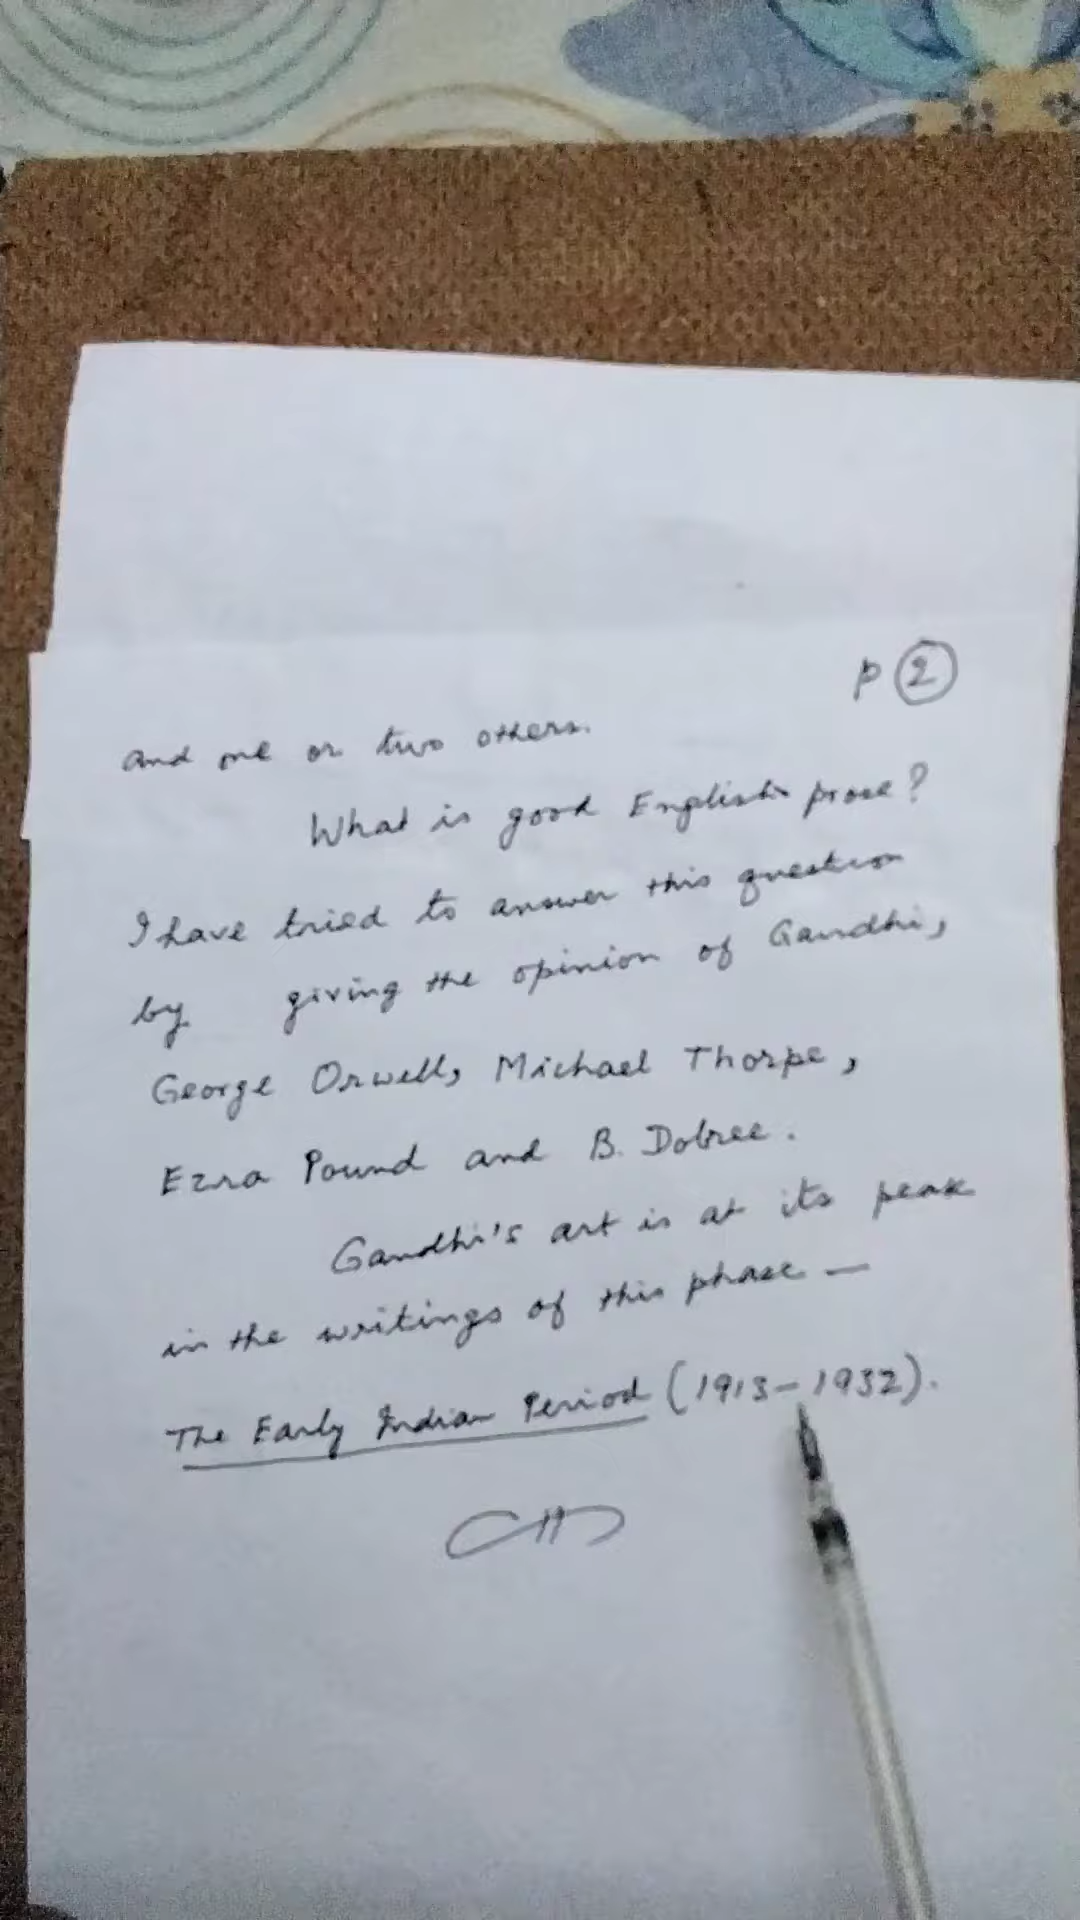 P 2
and one or two others.
What is good English prose?
I have tried to answer this question
by giving the opinion of Gandhi,
George Orwell, Michael Thorpe,
Ezra Pound and B. Dobree.
Gandhi's art is at its peak
in the writings of this phase —
The Early Indian Period (1913-1932).